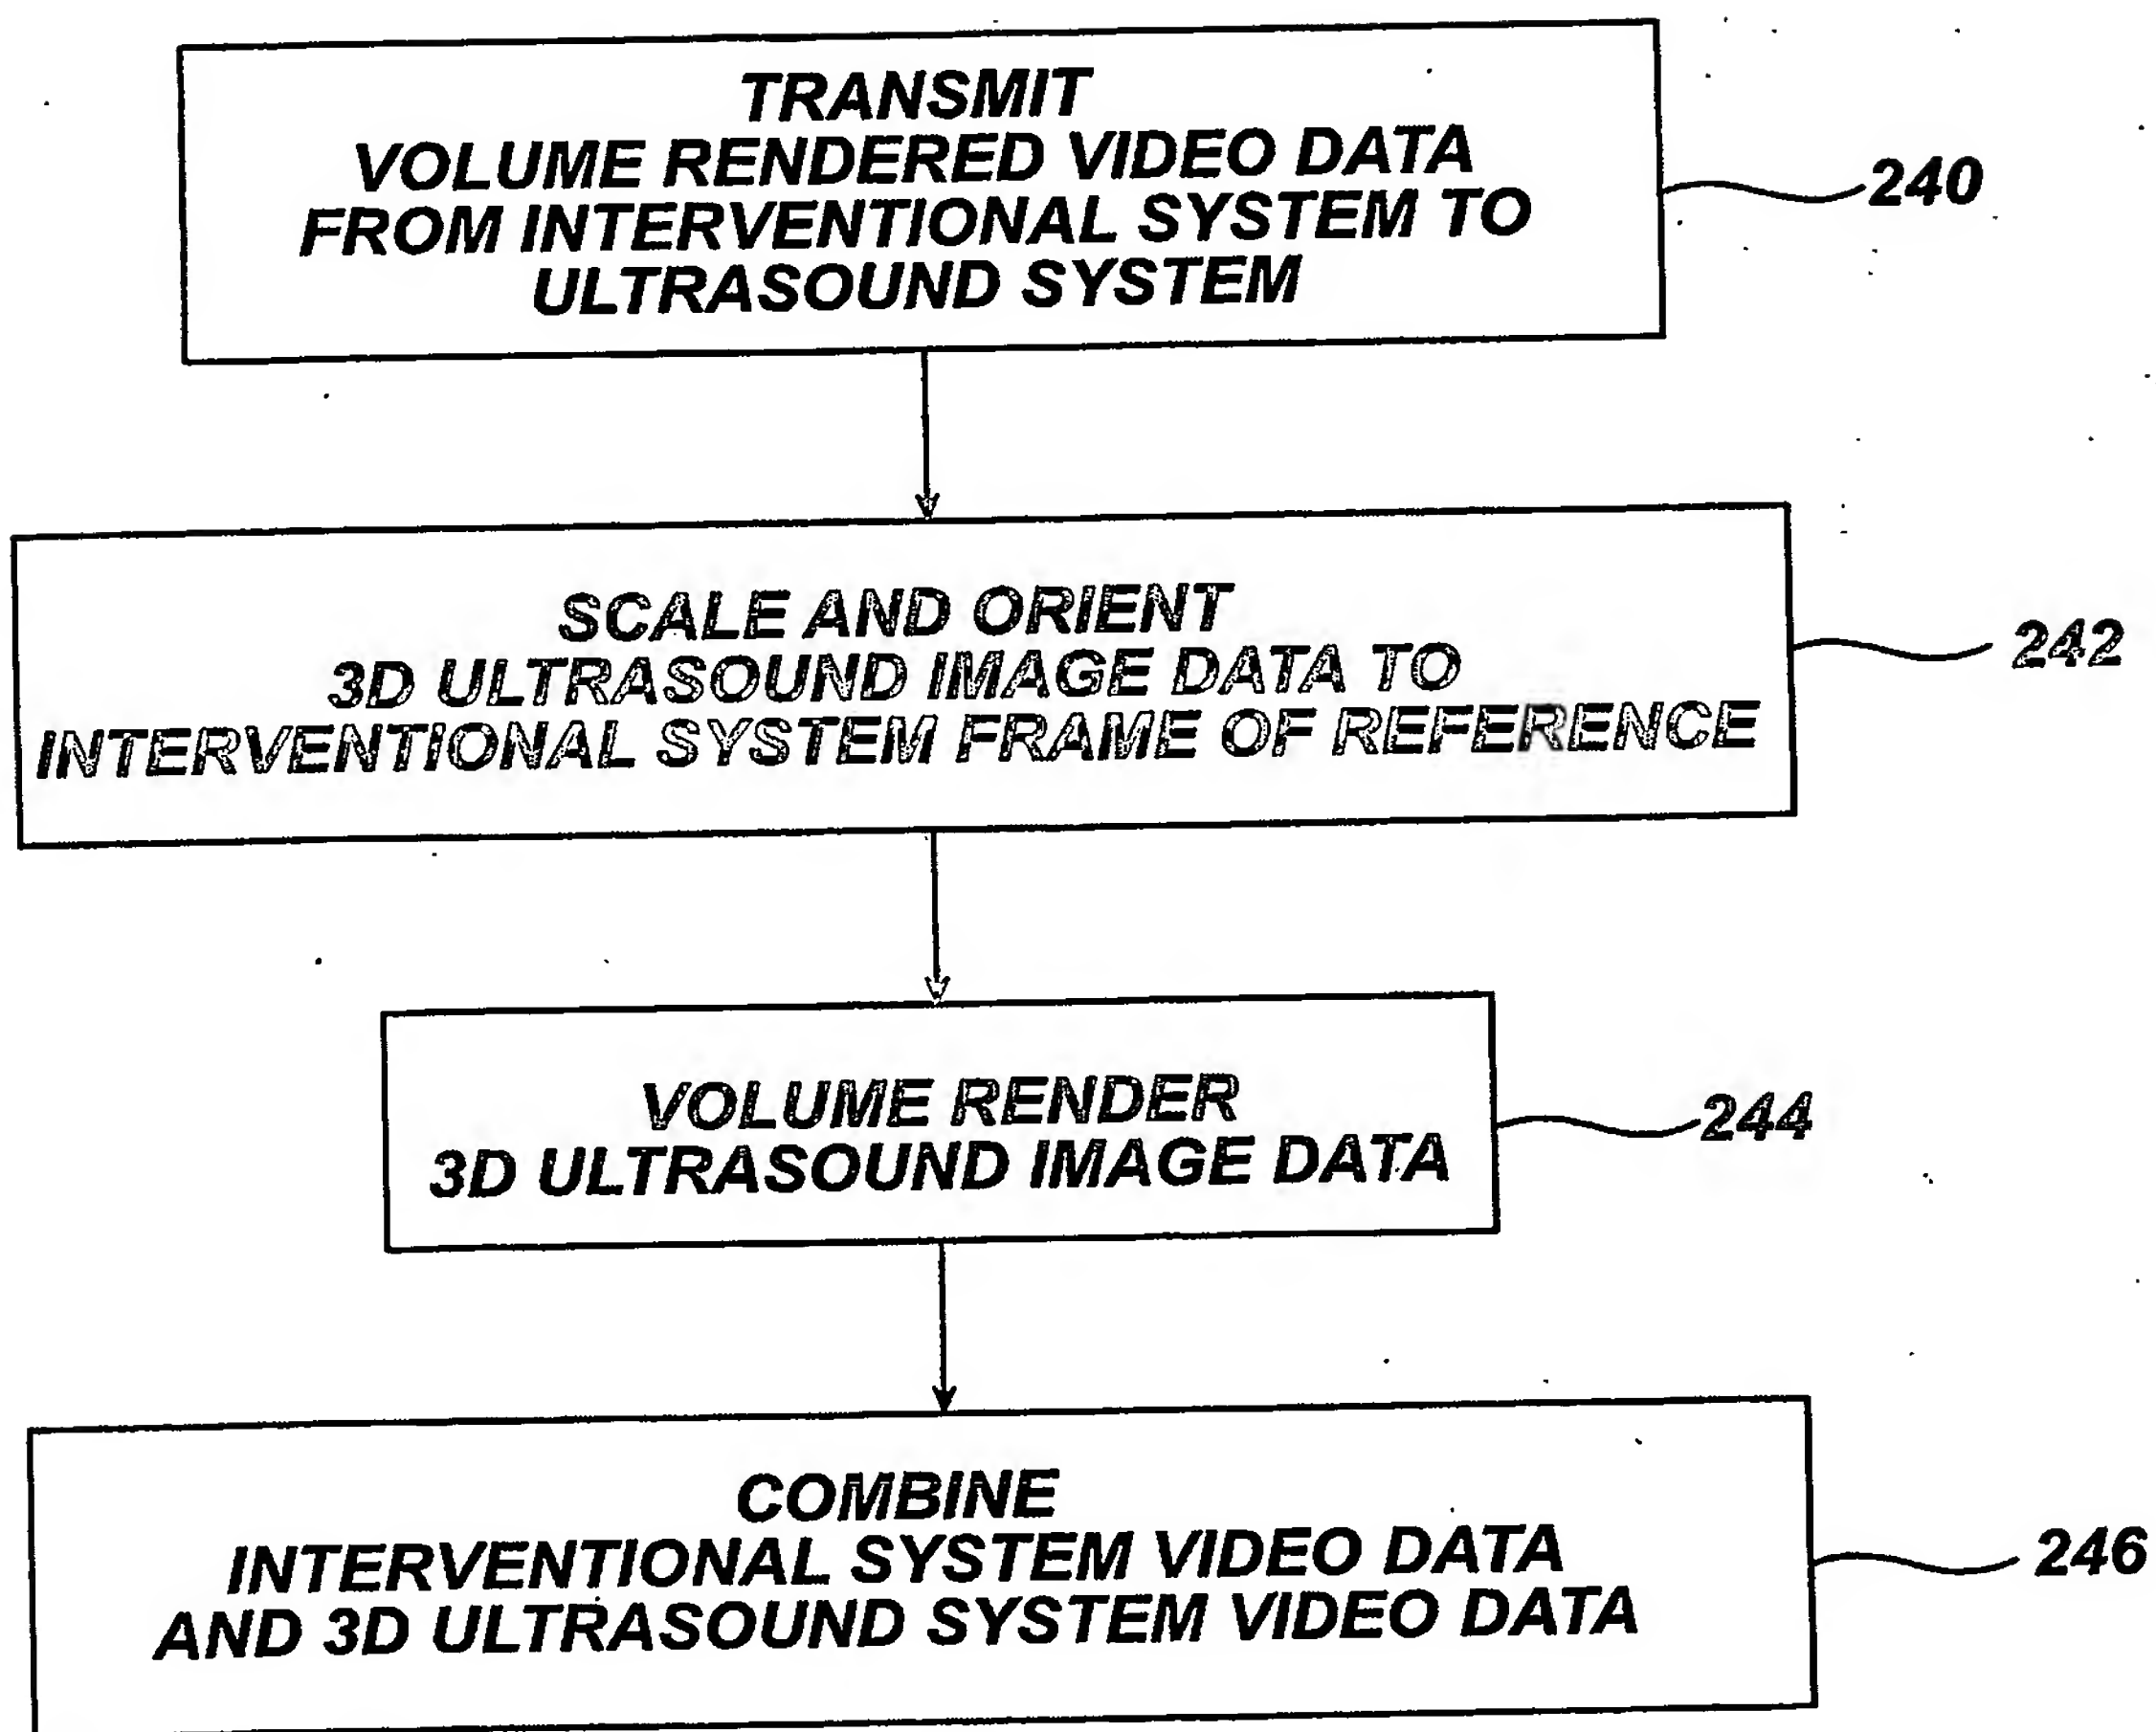 TRANSMIT
VOLUME RENDERED VIDEO DATA
FROM INTERVENTIONAL SYSTEM TO
ULTRASOUND SYSTEM
240
SCALE AND ORIENT
3D ULTRASOUND IMAGE DATA TO
INTERVENTIONAL SYSTEM FRAME OF REFERENCE
242
VOLUME RENDER
3D ULTRASOUND IMAGE DATA
244
COMBINE
INTERVENTIONAL SYSTEM VIDEO DATA
AND 3D ULTRASOUND SYSTEM VIDEO DATA
246